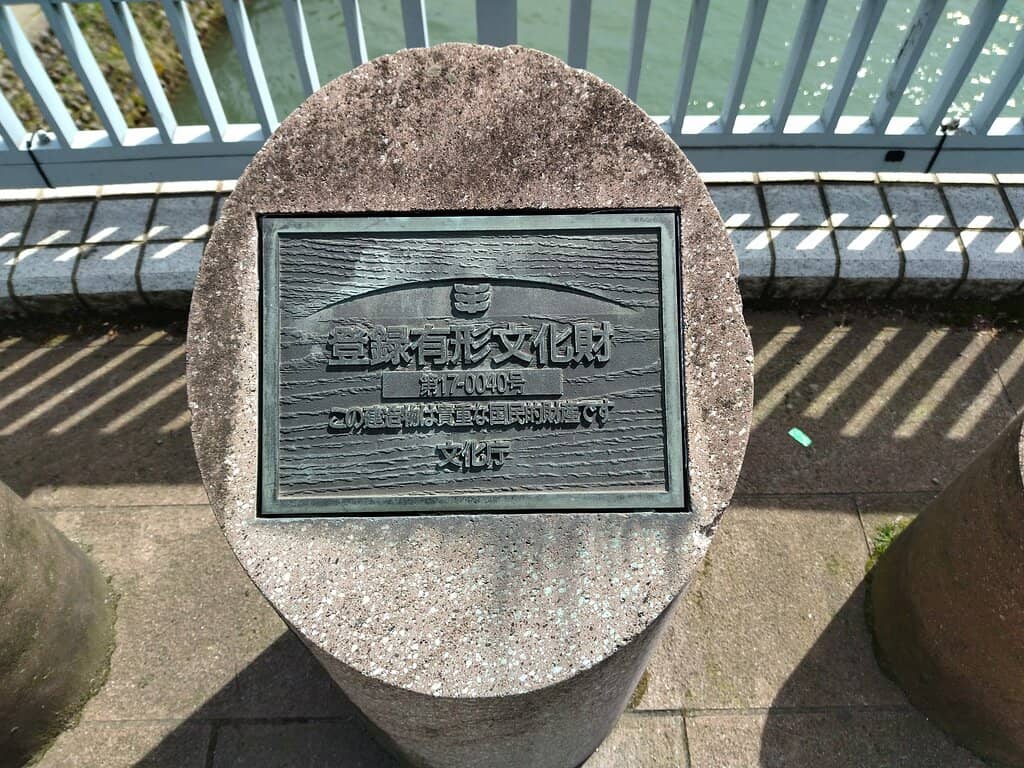 登録有形文化財
第17-0040号
この建造物は貴重な国民的財産です
文化庁